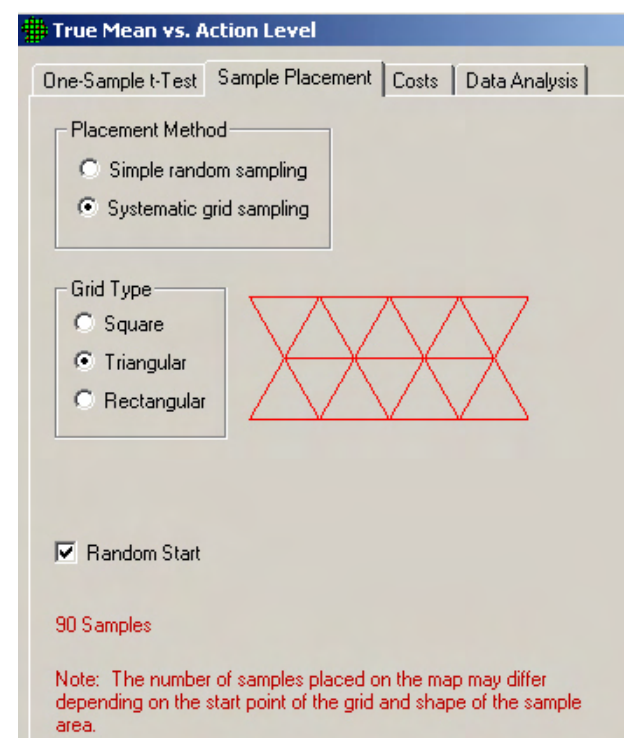 True Mean vs. Action Level
One-Sample t-Test Sample Placement Costs Data Analysis
Placement Method
Simple random sampling
Systematic grid sampling
Grid Type
Square
Triangular
Rectangular
Random Start
90 Samples
Note: The number of samples placed on the map may differ
depending on the start point of the grid and shape of the sample
area.